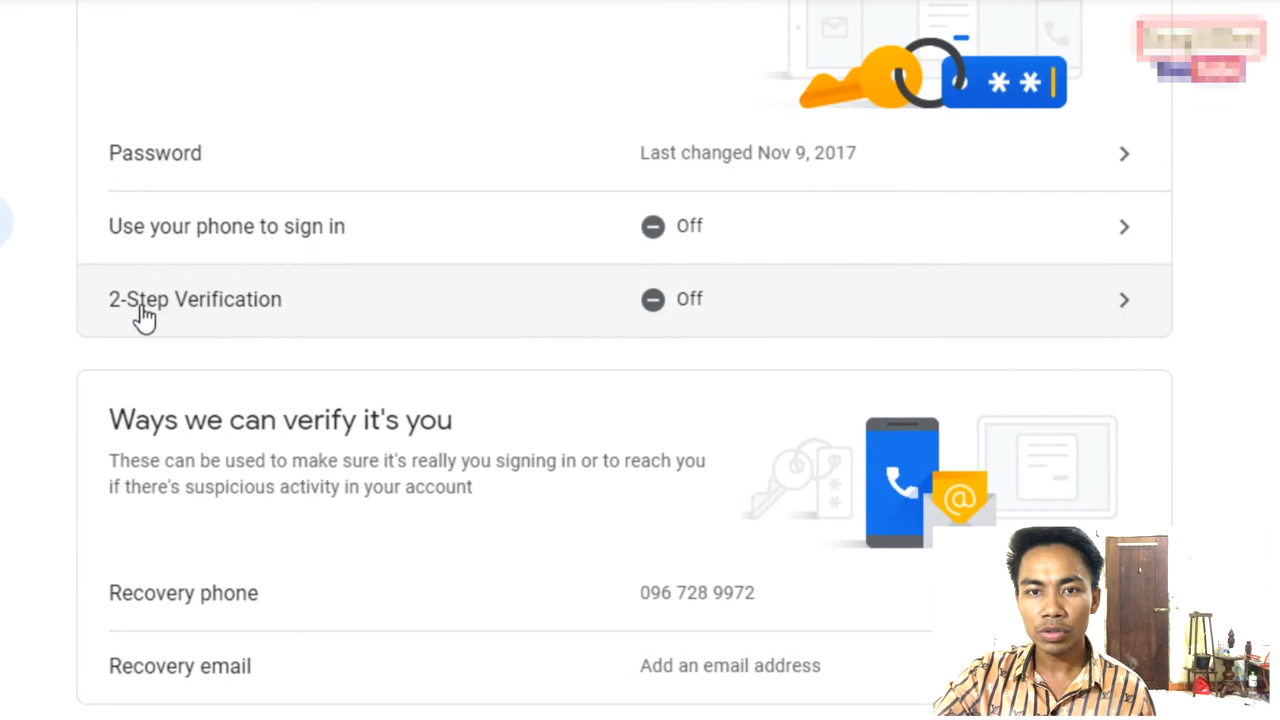 **
Password
Last changed Nov 9, 2017
Use your phone to sign in
Off
2-Step Verification
Off
Ways we can verify it's you
These can be used to make sure it's really you signing in or to reach you
if there's suspicious activity in your account
@
Recovery phone
096 728 9972
Recovery email
Add an email address